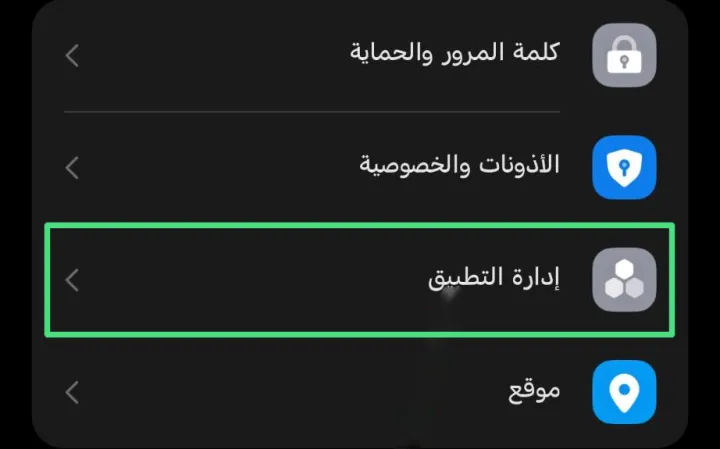 كلمة المرور والحماية
الأذونات والخصوصية
إدارة التطبيق
موقع